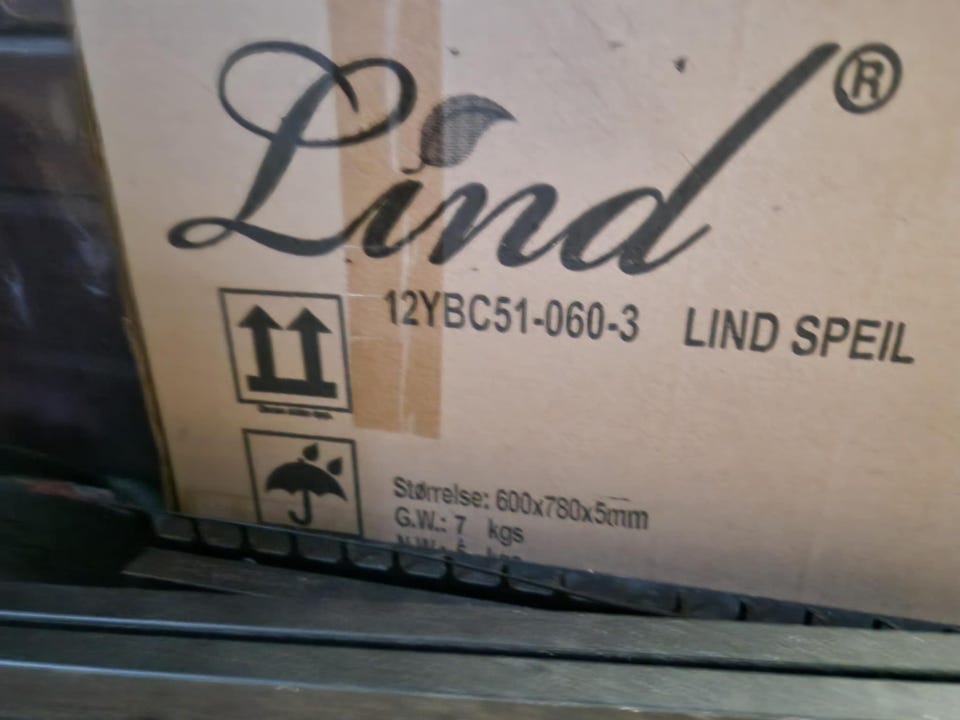 Lind®
12YBC51-060-3 LIND SPEIL
Størrelse: 600x780x5mm
G.W.: 7 kgs
N.W.: